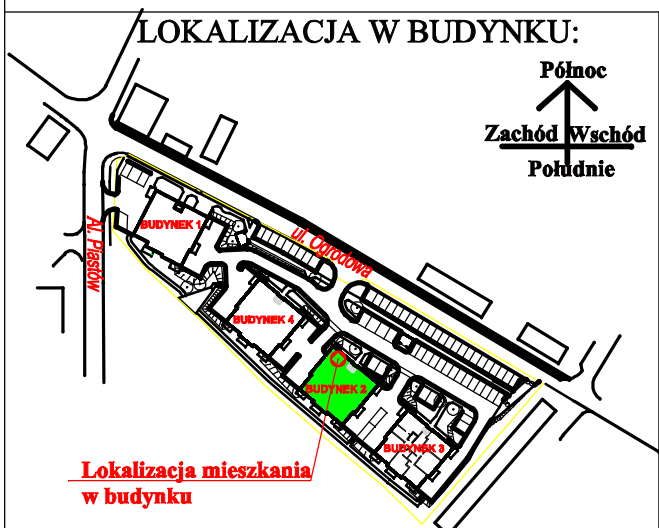 LOKALIZACJA W BUDYNKU:
Północ
Zachód Wschód
Południe
BUDYNEK 1
Al. Piastów
ul. Ogrodowa
BUDYNEK 4
BUDYNEK 2
BUDYNEK 3
Lokalizacja mieszkania
w budynku